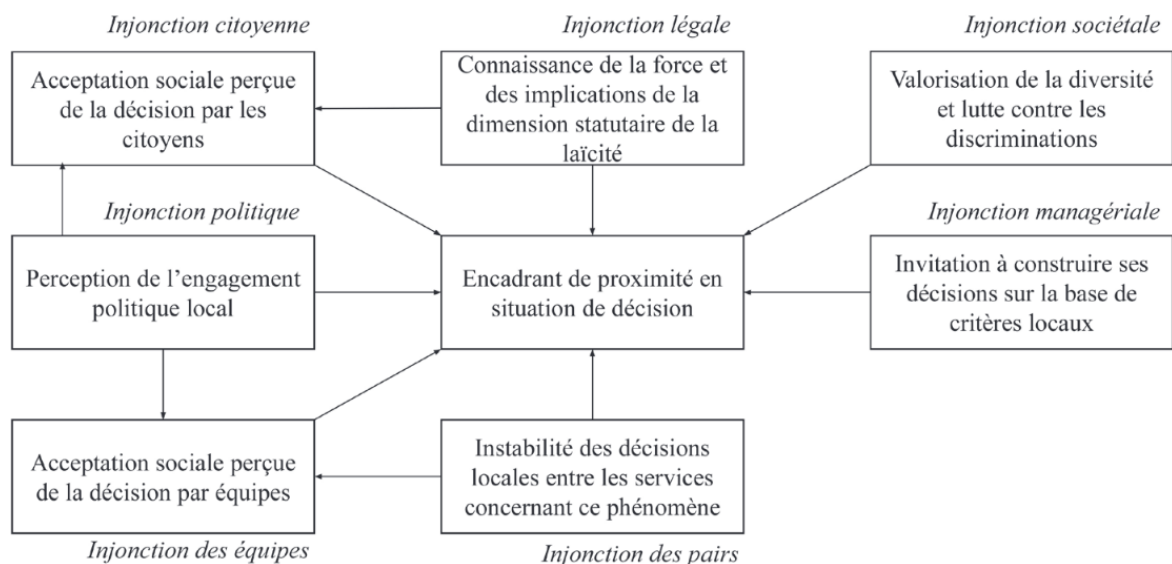 Injonction citoyenne
Acceptation sociale perçue
de la décision par les
citoyens
Injonction légale
Connaissance de la force et
des implications de la
dimension statutaire de la
laïcité
Injonction sociétale
Valorisation de la diversité
et lutte contre les
discriminations
Injonction politique
Perception de l’engagement
politique local
Encadrant de proximité en
situation de décision
Injonction managériale
Invitation à construire ses
décisions sur la base de
critères locaux
Acceptation sociale perçue
de la décision par équipes
Injonction des équipes
Instabilité des décisions
locales entre les services
concernant ce phénomène
Injonction des pairs